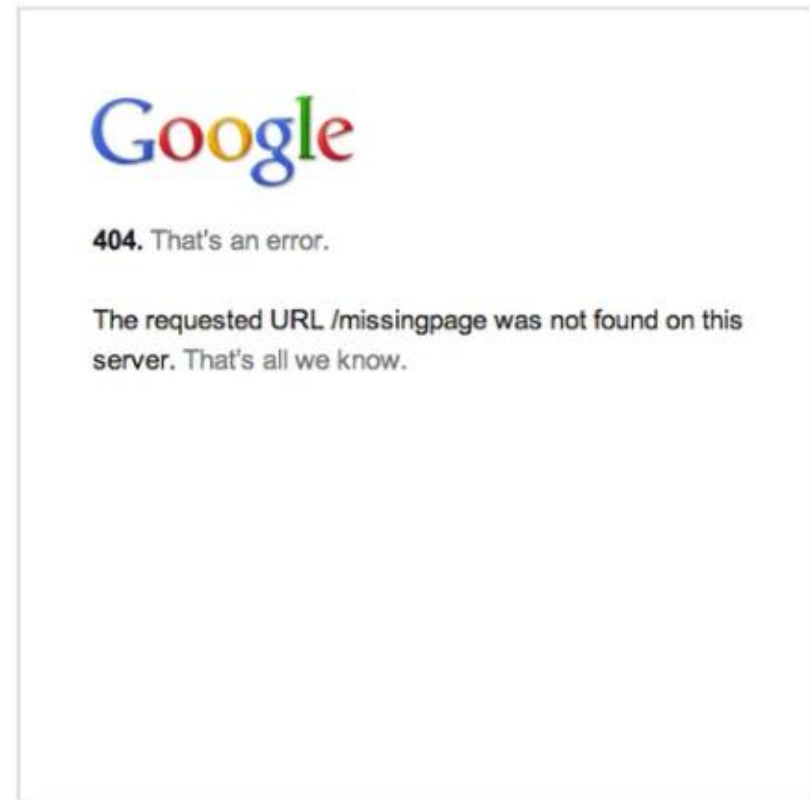 Google
404. That's an error.
The requested URL /missingpage was not found on this
server. That's all we know.